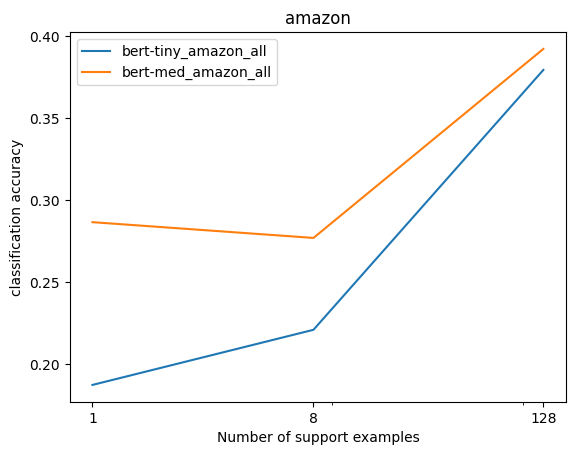 amazon
bert-tiny_amazon_all
bert-med_amazon_all
classification accuracy
0.40
0.35
0.30
0.25
0.20
1
8
128
Number of support examples